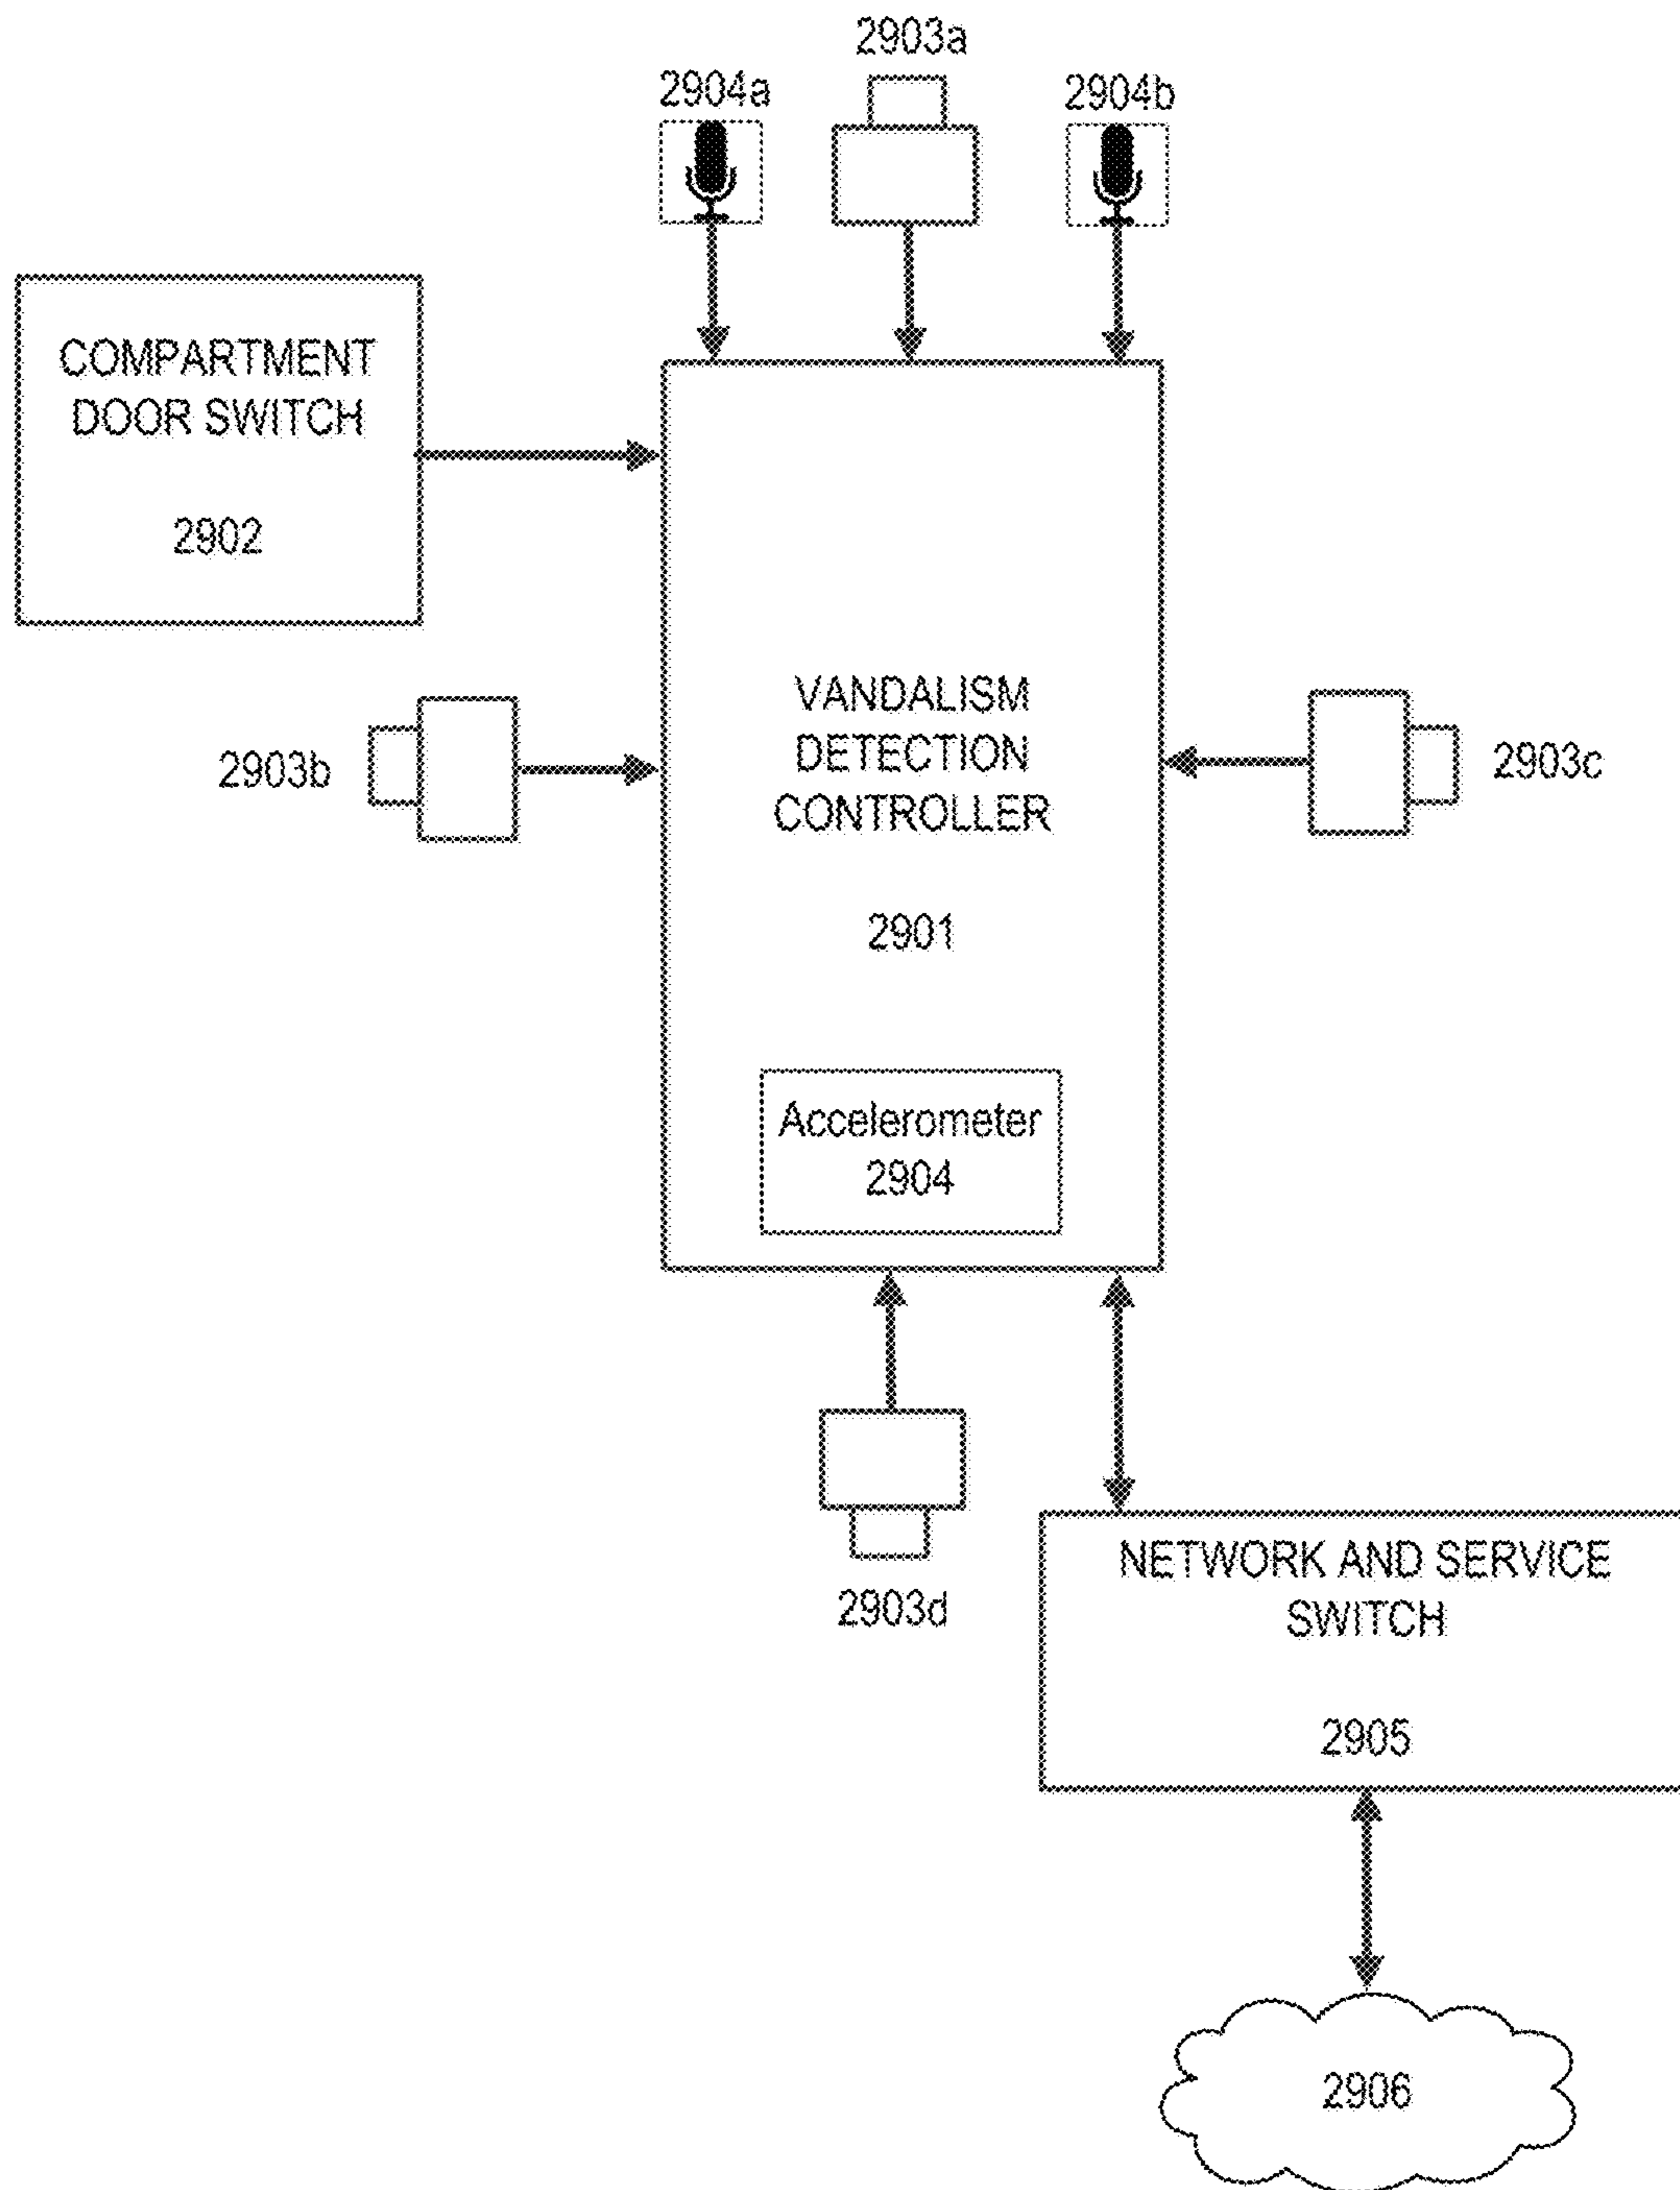 2903a
2904a
2904b
COMPARTMENT
DOOR SWITCH
2902
VANDALISM
DETECTION
CONTROLLER
2901
2903b
2903c
Accelerometer
2904
2903d
NETWORK AND SERVICE
SWITCH
2905
2906